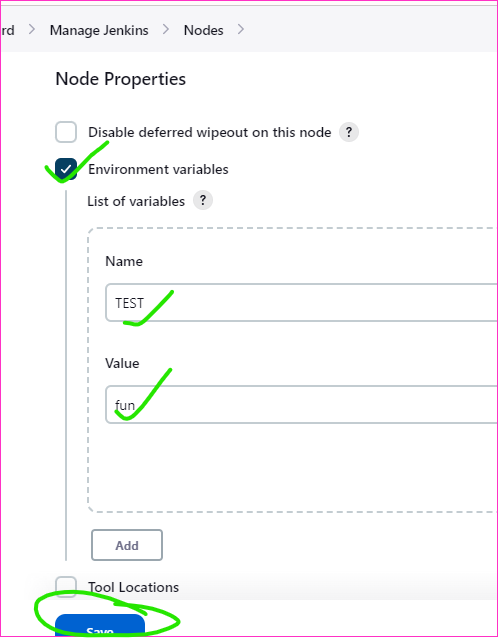 rd > Manage Jenkins > Nodes >
Node Properties
Disable deferred wipeout on this node ?
Environment variables
List of variables ?
Name
TEST
Value
fun
Add
Tool Locations
Save